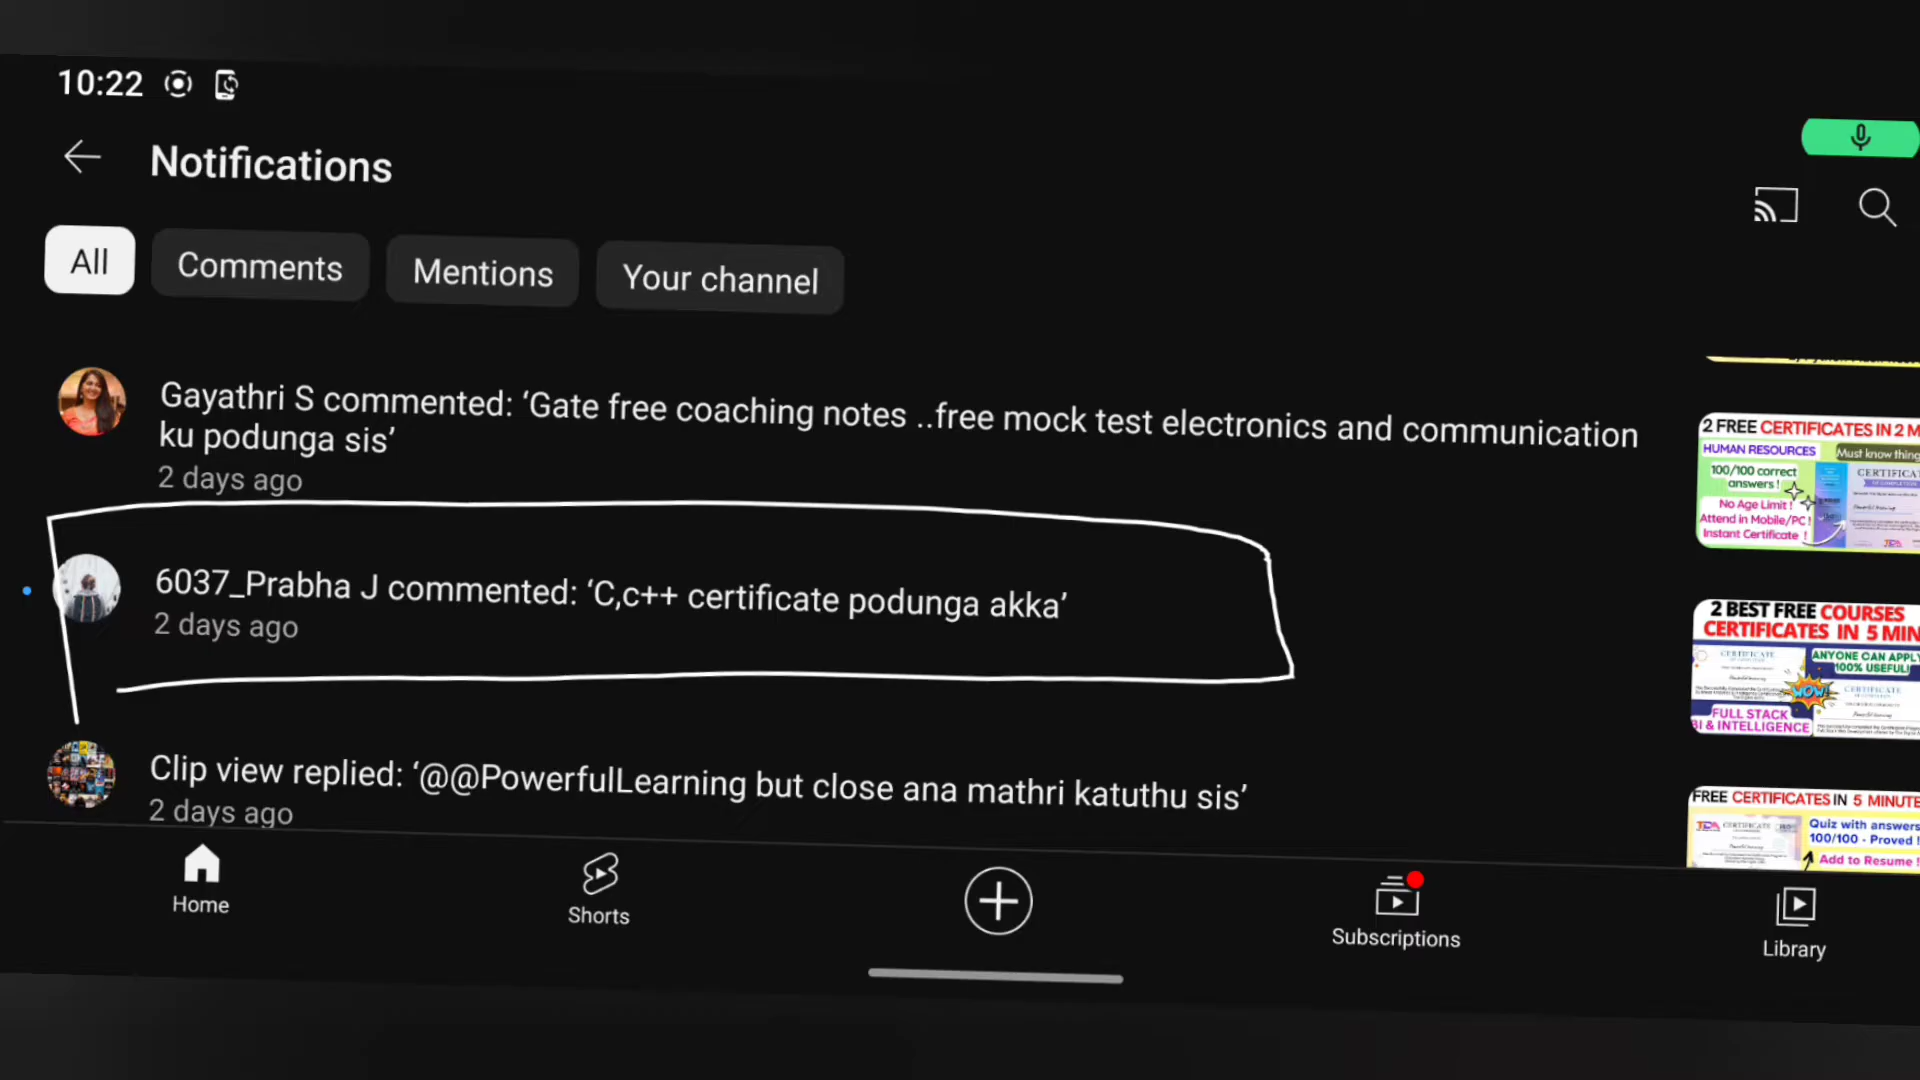 10:22
Notifications
All
Comments
Mentions
Your channel
Gayathri S commented: ‘Gate free coaching notes ..free mock test electronics and communication
ku podunga sis’
2 days ago
2 FREE CERTIFICATES IN 2 M
HUMAN RESOURCES
Must know thing
100/100 correct
answers !
CERTIFICA
No Age Limit !
Attend in Mobile/PC !
Instant Certificate !
6037_Prabha J commented: ‘C,c++ certificate podunga akka’
2 days ago
2 BEST FREE COURSES
CERTIFICATES IN 5 MIN
CERTIFICATE
ANYONE CAN APPLY
100% USEFUL!
WOW!
CERTIFICATE
FULL STACK
BI & INTELLIGENCE
Clip view replied: ‘@@PowerfulLearning but close ana mathri katuthu sis’
2 days ago
FREE CERTIFICATES IN 5 MINUTE
CERTIFICATE
Quiz with answers
100/100 - Proved !
Add to Resume !
Home
Shorts
Subscriptions
Library